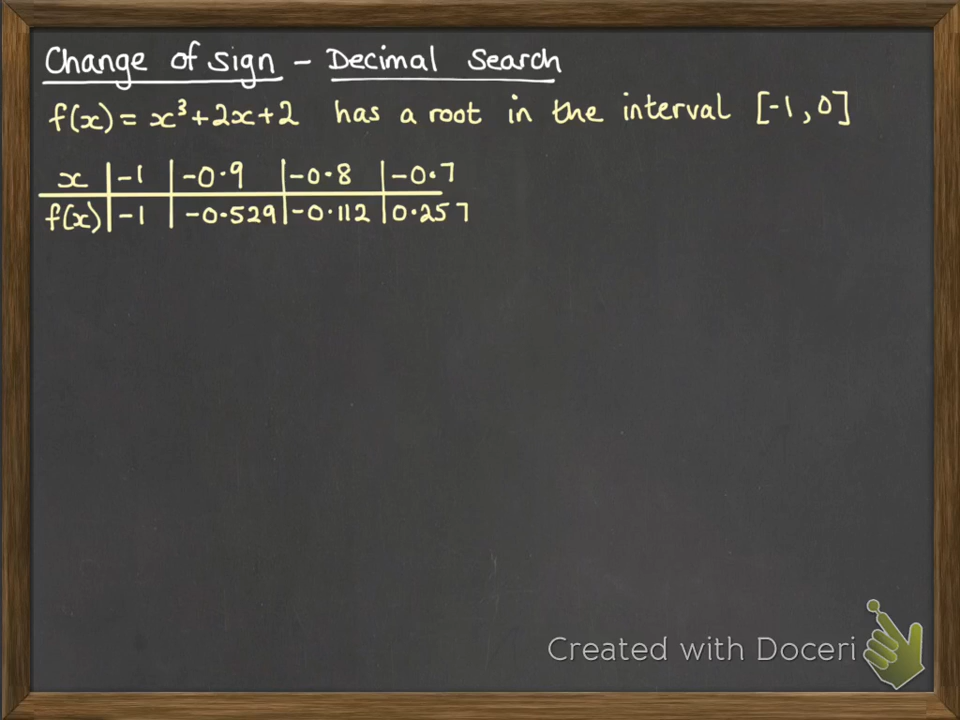 Change of sign - Decimal Search
f(x) = x³+2x+2 has a root in the interval [-1, 0]
x | -1 | -0.9 | -0.8 | -0.7
f(x) | -1 | -0.529 | -0.112 | 0.257
Created with Doceri